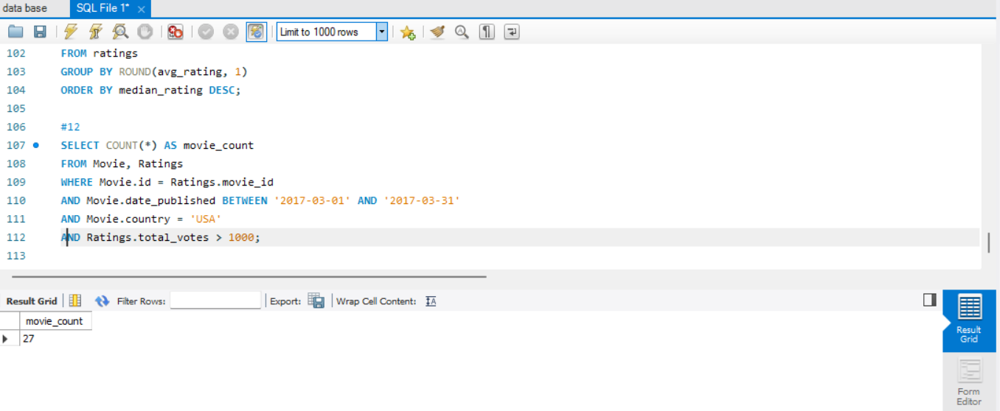 data base SQL File 1* ×
Limit to 1000 rows
102 FROM ratings
103 GROUP BY ROUND(avg_rating, 1)
104 ORDER BY median_rating DESC;
105
106 #12
107 SELECT COUNT(*) AS movie_count
108 FROM Movie, Ratings
109 WHERE Movie.id = Ratings.movie_id
110 AND Movie.date_published BETWEEN '2017-03-01' AND '2017-03-31'
111 AND Movie.country = 'USA'
112 AND Ratings.total_votes > 1000;
113
Result Grid Filter Rows: Export: Wrap Cell Content: IA
movie_count
27
Result
Grid
Form
Editor